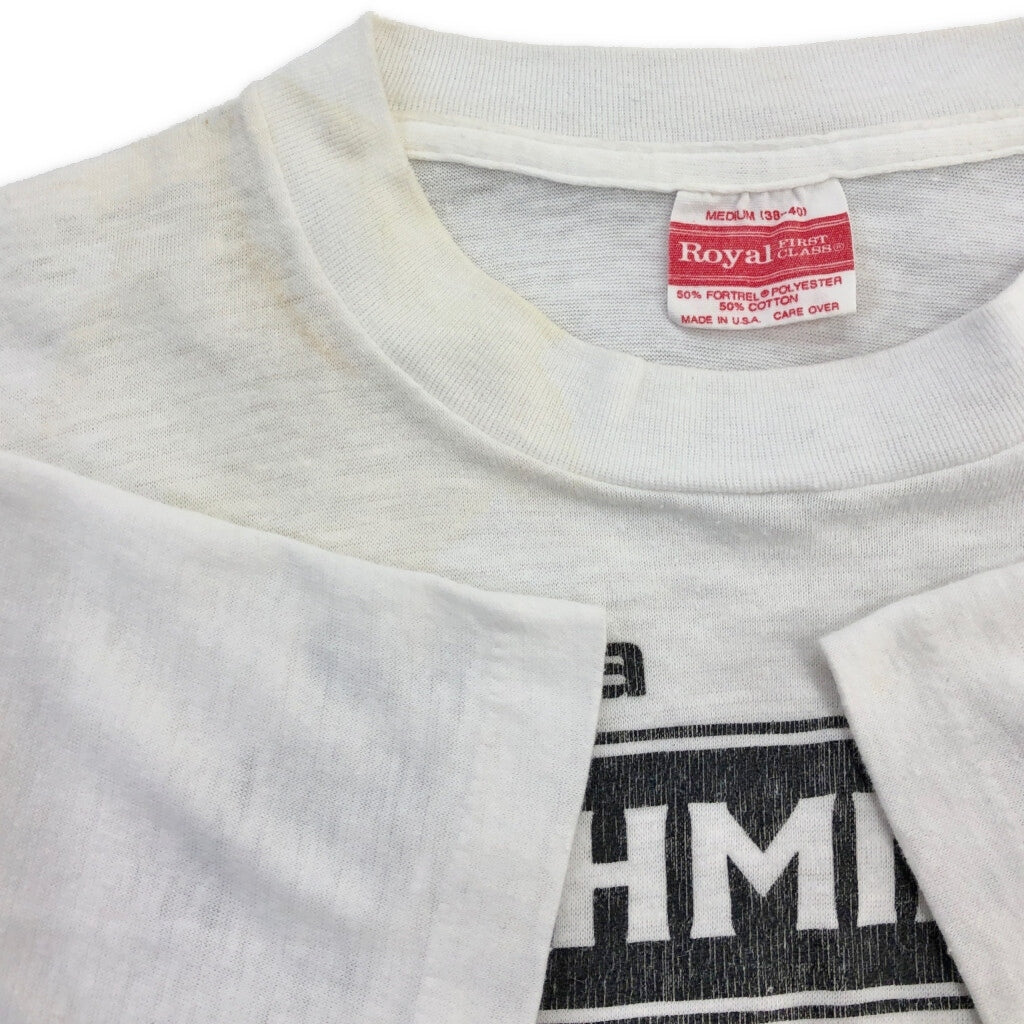 MEDIUM (38-40)
Royal FIRST CLASS®
50% FORTREL® POLYESTER
50% COTTON
MADE IN U.S.A. CARE OVER
a
HMI